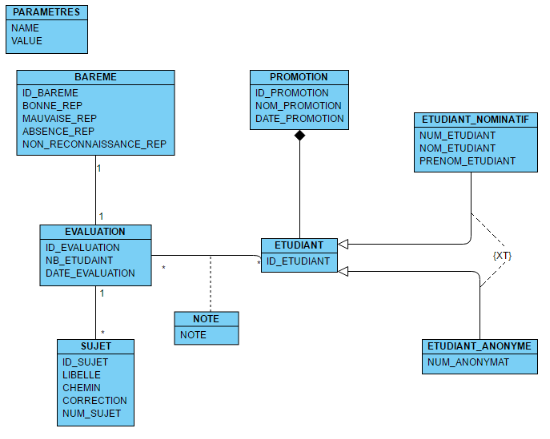 PARAMETRES
NAME
VALUE
BAREME
ID_BAREME
BONNE_REP
MAUVAISE_REP
ABSENCE_REP
NON_RECONNAISSANCE_REP
PROMOTION
ID_PROMOTION
NOM_PROMOTION
DATE_PROMOTION
ETUDIANT_NOMINATIF
NUM_ETUDIANT
NOM_ETUDIANT
PRENOM_ETUDIANT
1
1
EVALUATION
ID_EVALUATION
NB_ETUDAINT
DATE_EVALUATION
*
*
ETUDIANT
ID_ETUDIANT
{XT}
1
*
NOTE
NOTE
SUJET
ID_SUJET
LIBELLE
CHEMIN
CORRECTION
NUM_SUJET
ETUDIANT_ANONYME
NUM_ANONYMAT